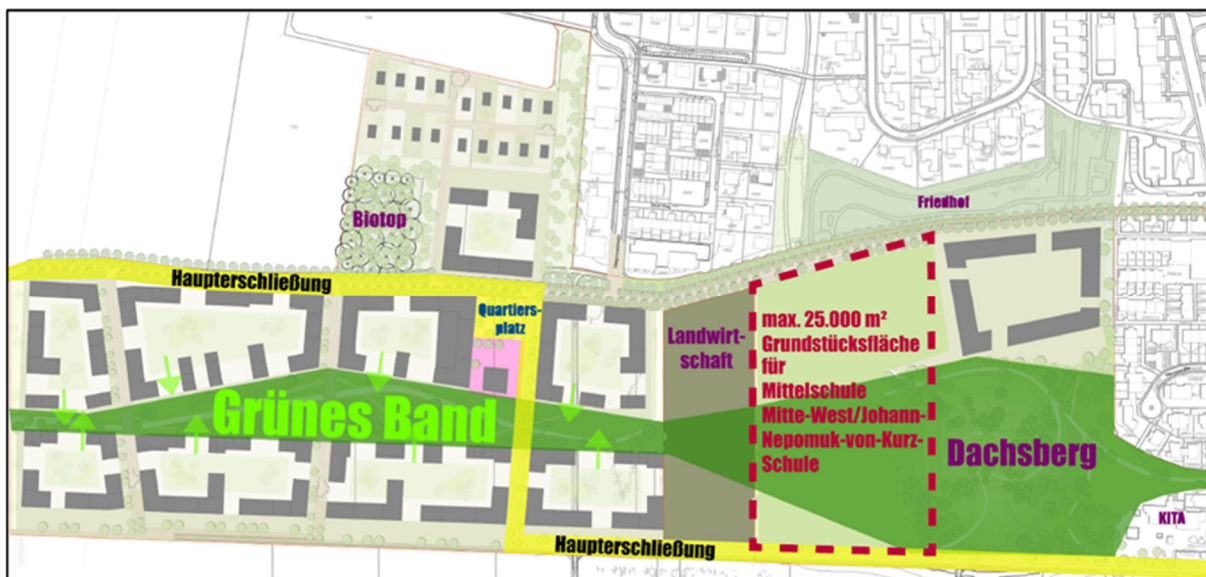 Friedhof
Biotop
Haupterschließung
Quartiers-
platz
Landwirt-
schaft
max. 25.000 m²
Grundstücksfläche
für
Mittelschule
Mitte-West/Johann-
Nepomuk-von-Kurz-
Schule
Grünes Band
Dachsberg
KITA
Haupterschließung